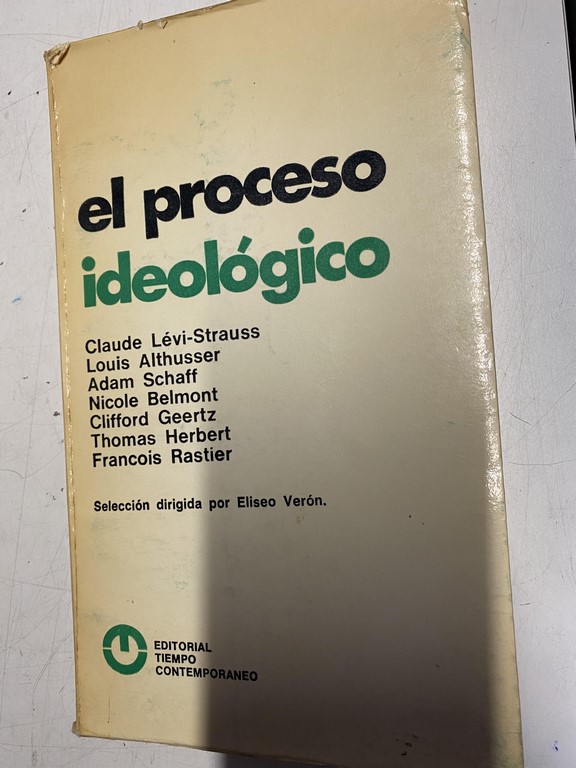 el proceso
ideológico
Claude Lévi-Strauss
Louis Althusser
Adam Schaff
Nicole Belmont
Clifford Geertz
Thomas Herbert
Francois Rastier
Selección dirigida por Eliseo Verón.
EDITORIAL
TIEMPO
CONTEMPORANEO